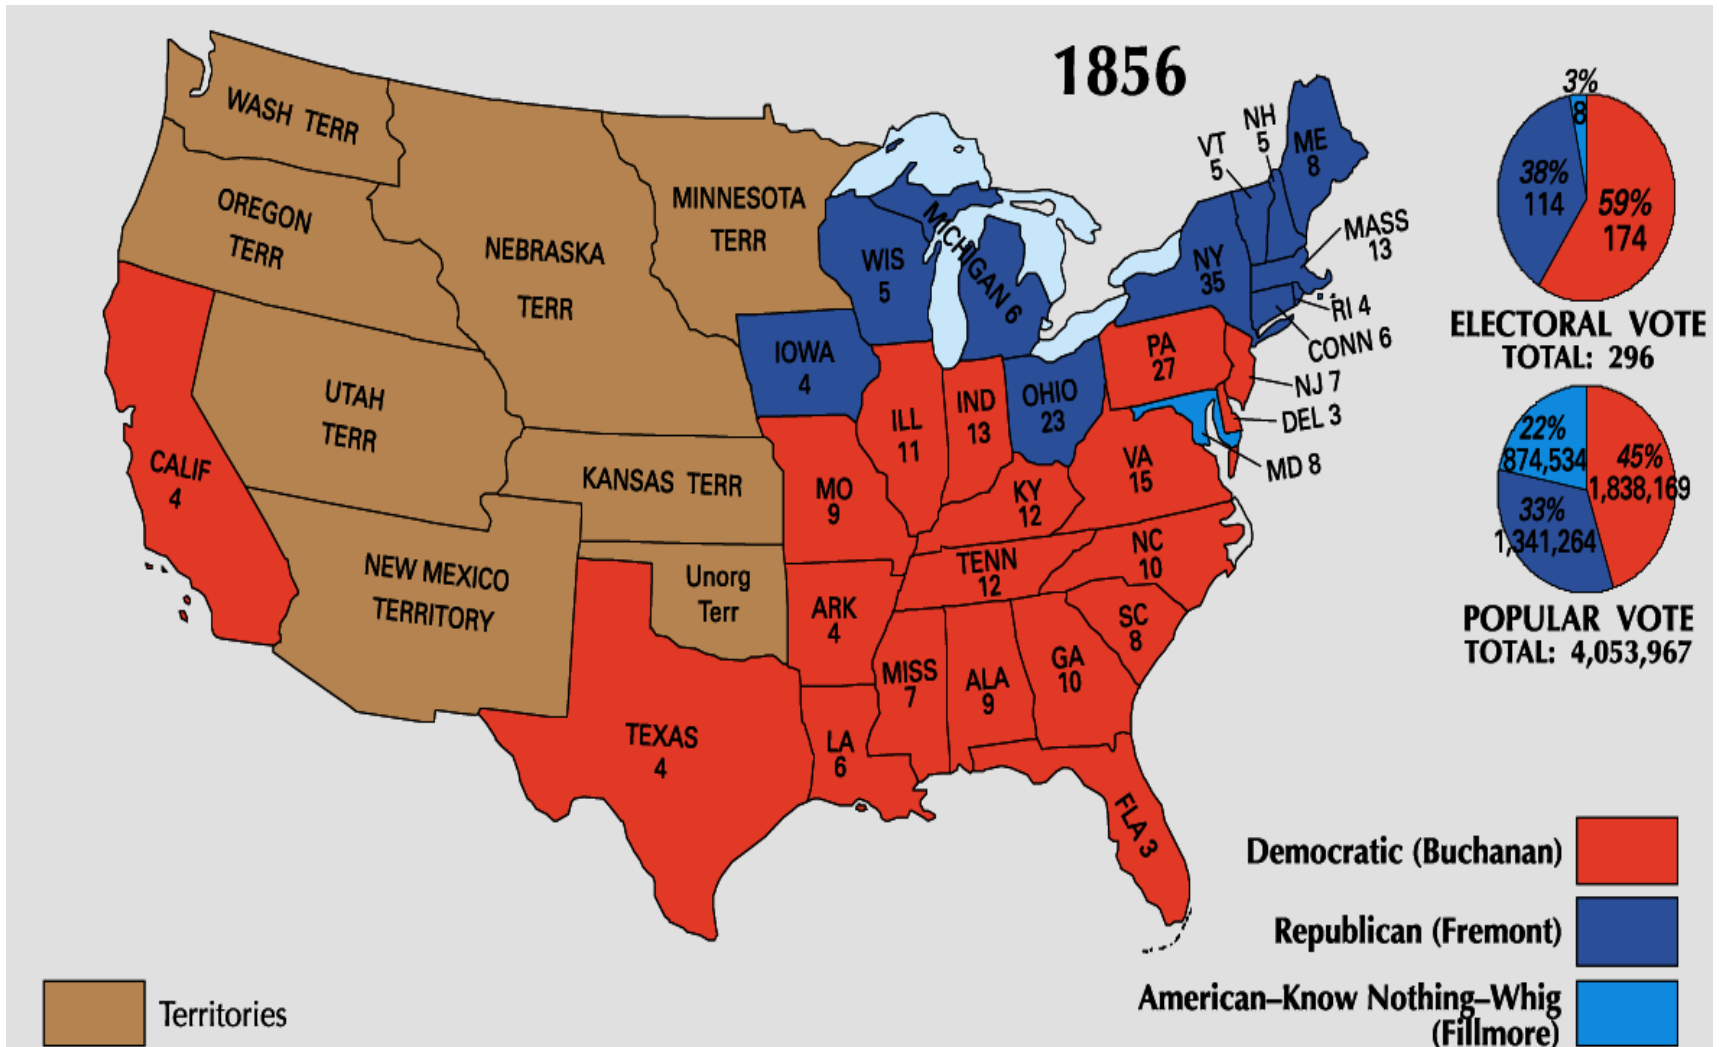 1856
WASH TERR
OREGON
TERR
NEBRASKA
TERR
MINNESOTA
TERR
UTAH
TERR
KANSAS TERR
NEW MEXICO
TERRITORY
Unorg
Terr
CALIF
4
TEXAS
4
IOWA
4
WIS
5
MICHIGAN 6
ILL
11
IND
13
OHIO
23
MO
9
ARK
4
LA
6
MISS
7
ALA
9
GA
10
FLA 3
SC
8
NC
10
TENN
12
KY
12
VA
15
PA
27
NY
35
VT
5
NH
5
ME
8
MASS
13
RI 4
CONN 6
NJ 7
DEL 3
MD 8
3%
8
38%
114
59%
174
ELECTORAL VOTE
TOTAL: 296
22%
874,534
45%
1,838,169
33%
1,341,264
POPULAR VOTE
TOTAL: 4,053,967
Democratic (Buchanan)
Republican (Fremont)
American–Know Nothing–Whig
(Fillmore)
Territories